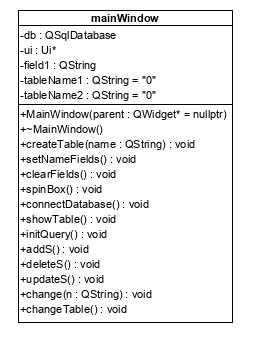 mainWindow
-db : QSqlDatabase
-ui : Ui*
-field1 : QString
-tableName1 : QString = "0"
-tableName2 : QString = "0"
+MainWindow(parent : QWidget* = nullptr)
+~MainWindow()
+createTable(name : QString) : void
+setNameFields() : void
+clearFields() : void
+spinBox() : void
+connectDatabase() : void
+showTable() : void
+initQuery() : void
+addS() : void
+deleteS() : void
+updateS() : void
+change(n : QString) : void
+changeTable() : void